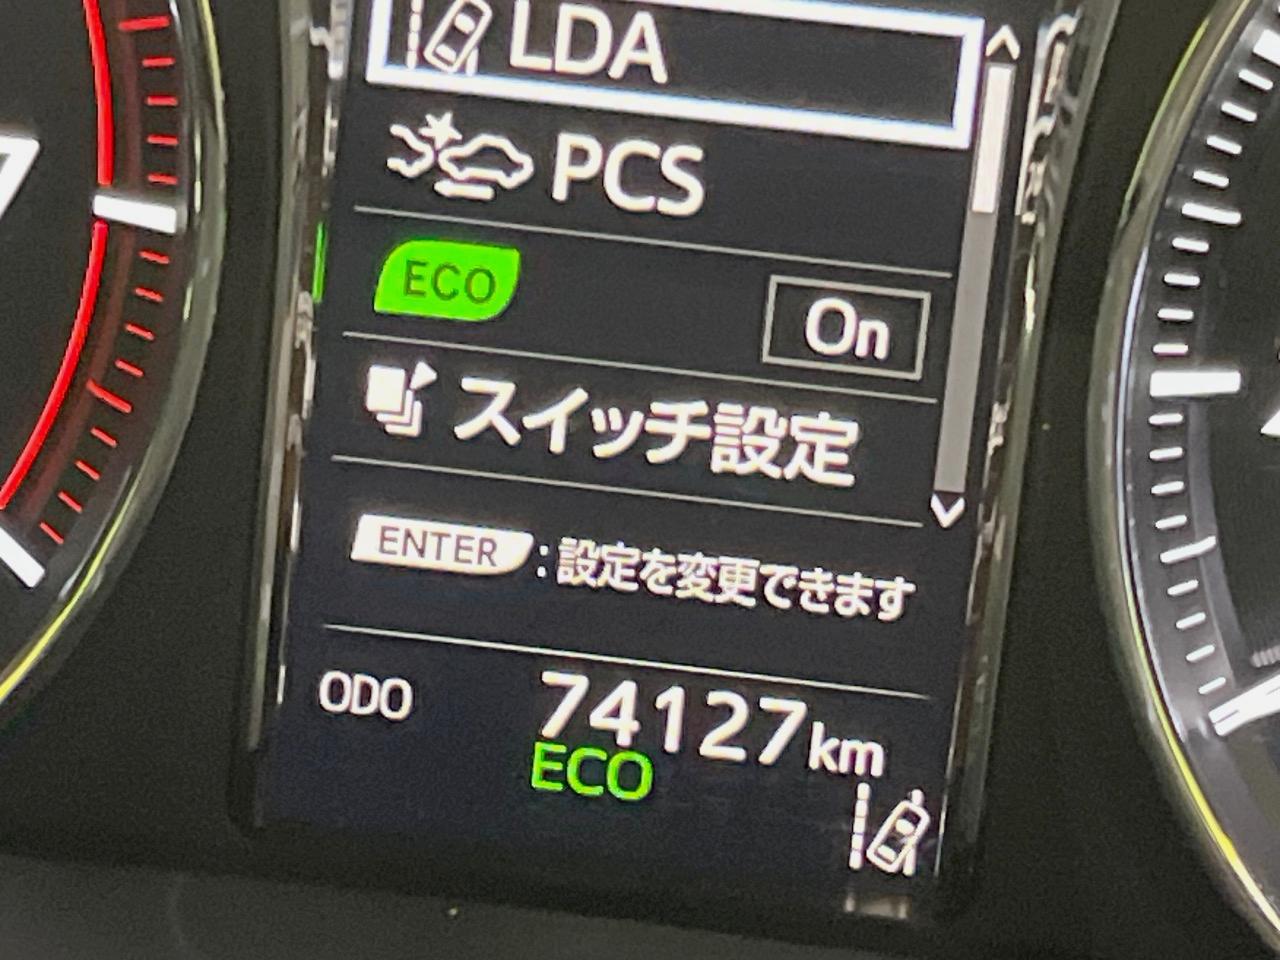 LDA
PCS
ECO On
スイッチ設定
ENTER :設定を変更できます
ODO 74127km
ECO